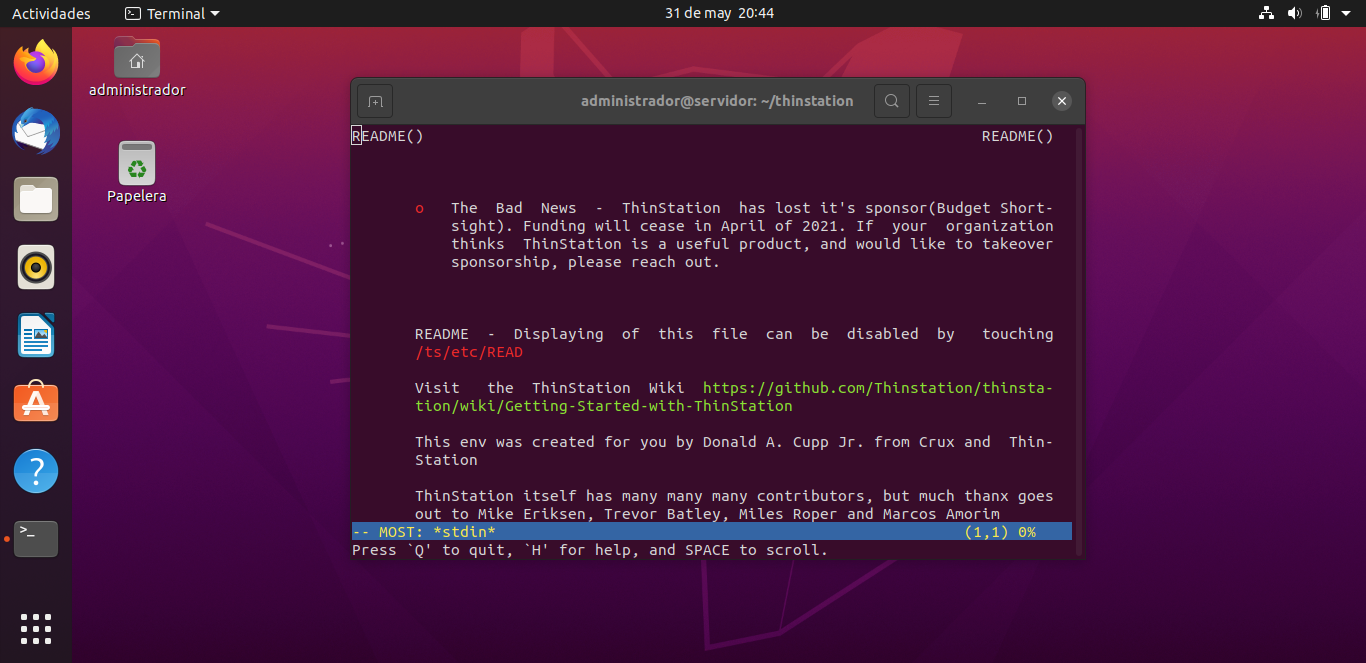 Actividades Terminal 31 de may 20:44
administrador
Papelera
administrador@servidor: ~/thinstation
README() README()
o The Bad News - ThinStation has lost it's sponsor(Budget Short-
sight). Funding will cease in April of 2021. If your organization
thinks ThinStation is a useful product, and would like to takeover
sponsorship, please reach out.
README - Displaying of this file can be disabled by touching
/ts/etc/READ
Visit the ThinStation Wiki https://github.com/Thinstation/thinsta-
tion/wiki/Getting-Started-with-ThinStation
This env was created for you by Donald A. Cupp Jr. from Crux and Thin-
Station
ThinStation itself has many many many contributors, but much thanx goes
out to Mike Eriksen, Trevor Batley, Miles Roper and Marcos Amorim
-- MOST: *stdin* (1,1) 0%
Press `Q' to quit, `H' for help, and SPACE to scroll.